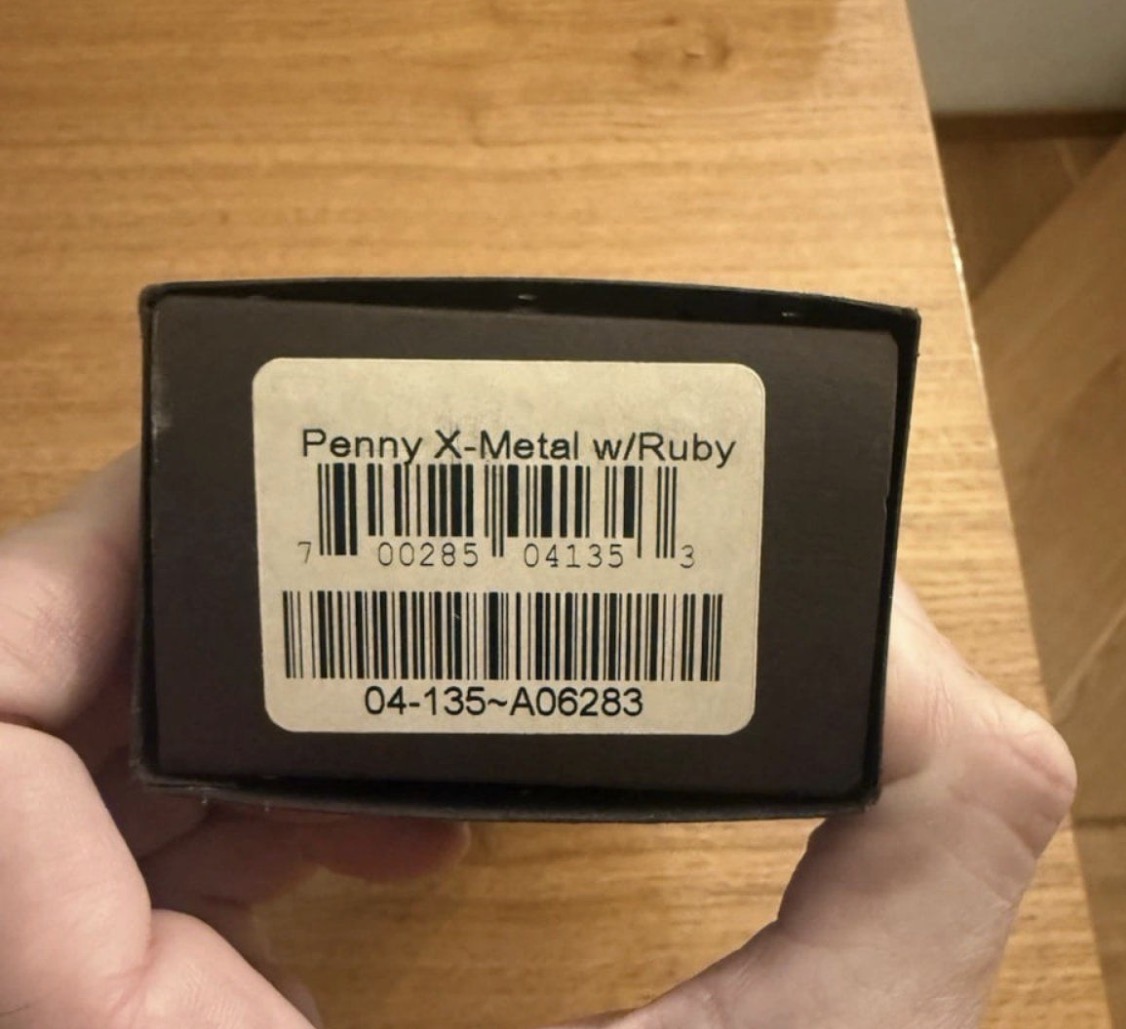 Penny X-Metal w/Ruby
7 00285 04135 3
04-135~A06283